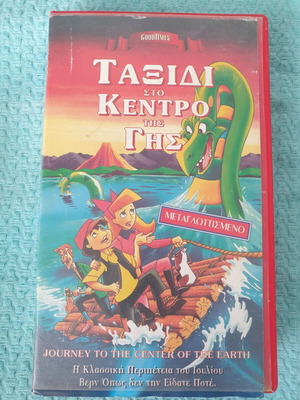 GoodTimes
ΤΑΞΙΔΙ
ΣΤΟ
ΚΕΝΤΡΟ
ΤΗΣ
ΓΗΣ
ΜΕΤΑΓΛΩΤΤΙΣΜΕΝΟ
JOURNEY TO THE CENTER OF THE EARTH
Η Κλασσική Περιπέτεια του Ιουλίου
Βερν Όπως δεν την Είδατε Ποτέ.